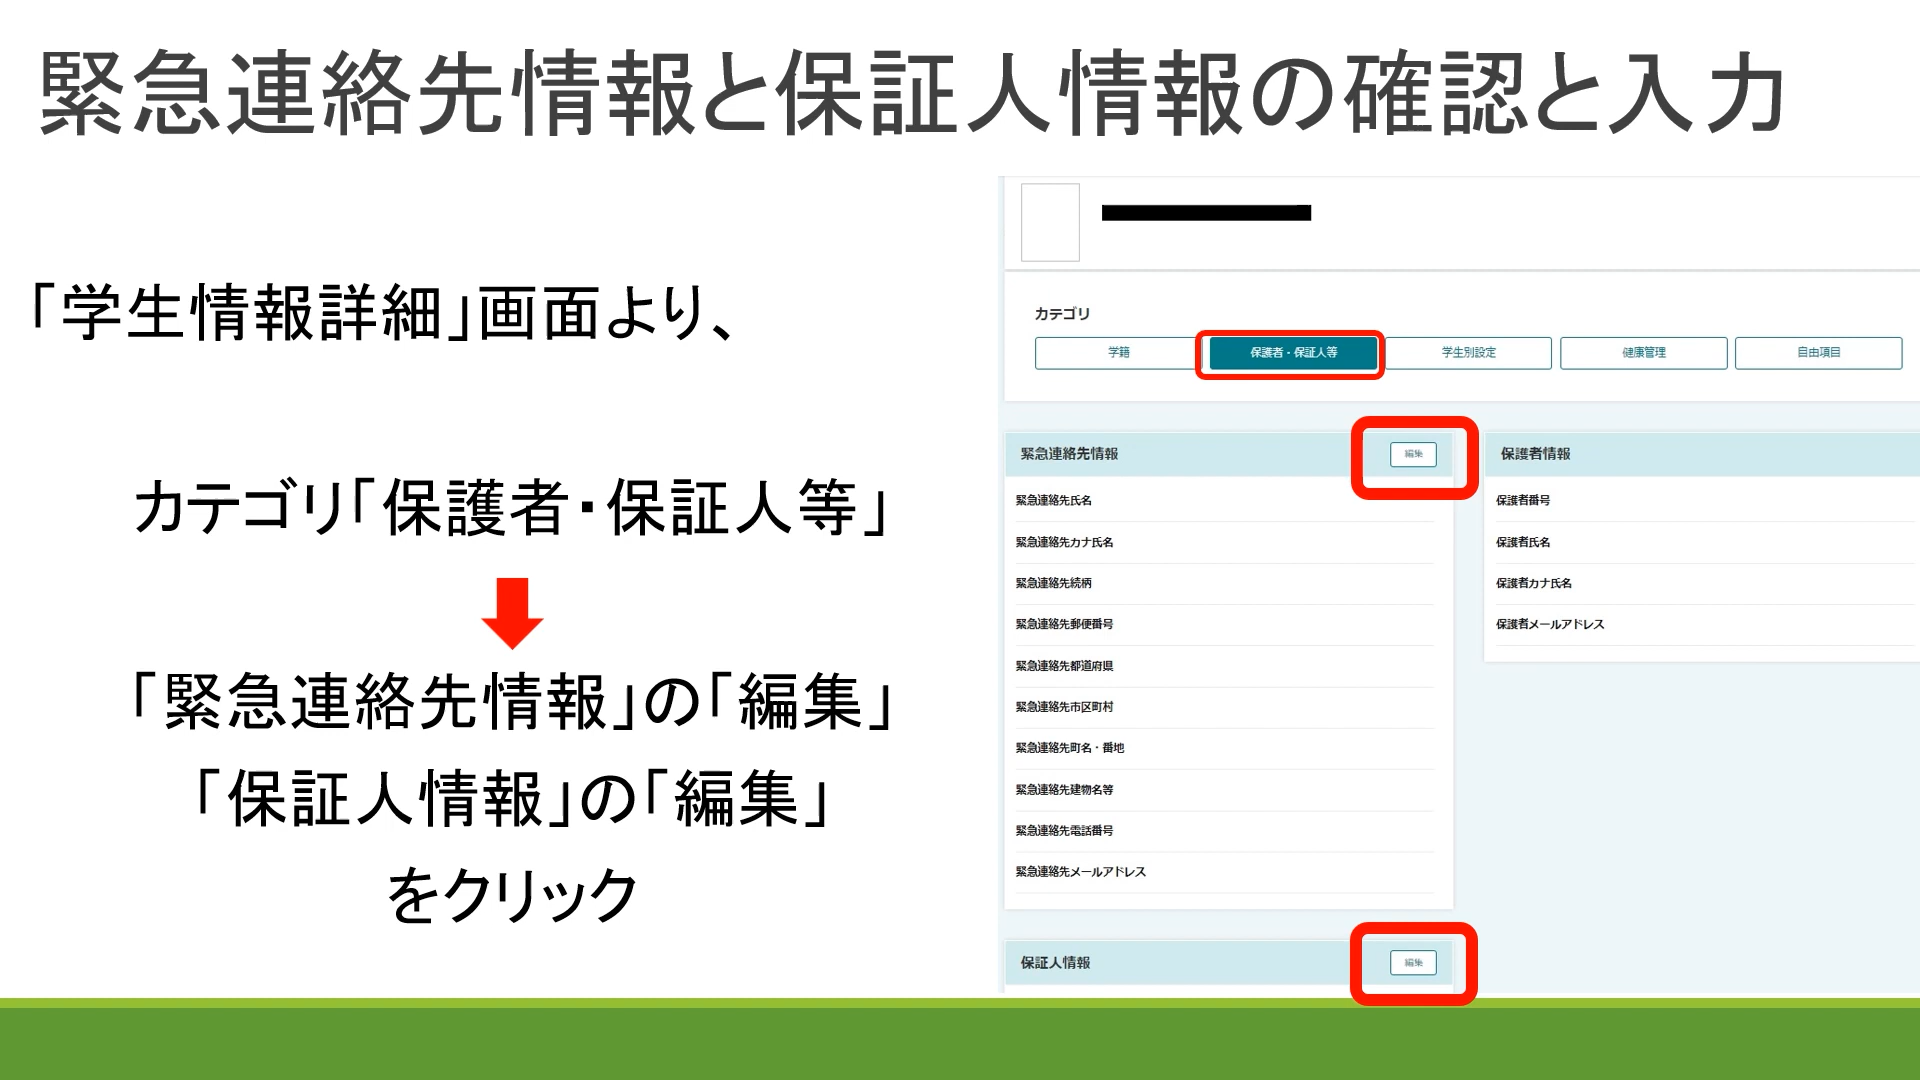 緊急連絡先情報と保証人情報の確認と入力
「学生情報詳細」画面より、
カテゴリ「保護者・保証人等」
「緊急連絡先情報」の「編集」
「保証人情報」の「編集」
をクリック
カテゴリ
学籍
保護者・保証人等
学生別設定
健康管理
自由項目
緊急連絡先情報
編集
緊急連絡先氏名
緊急連絡先カナ氏名
緊急連絡先続柄
緊急連絡先郵便番号
緊急連絡先都道府県
緊急連絡先市区町村
緊急連絡先町名・番地
緊急連絡先建物名等
緊急連絡先電話番号
緊急連絡先メールアドレス
保護者情報
保護者番号
保護者氏名
保護者カナ氏名
保護者メールアドレス
保証人情報
編集